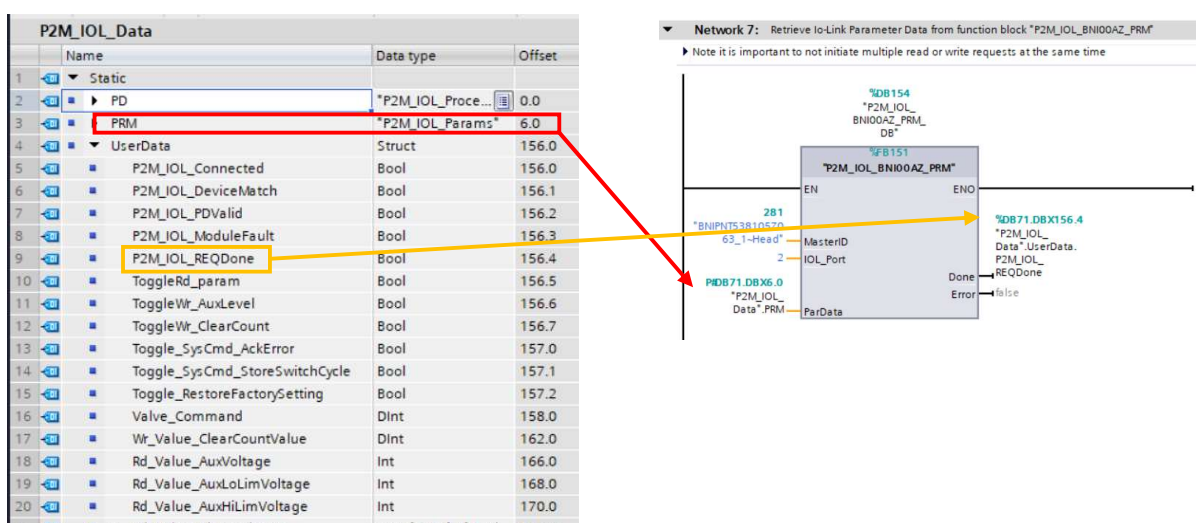 P2M_IOL_Data
Name Data type Offset
1 Static
2 PD "P2M_IOL_Proce... 0.0
3 PRM "P2M_IOL_Params" 6.0
4 UserData Struct 156.0
5 P2M_IOL_Connected Bool 156.0
6 P2M_IOL_DeviceMatch Bool 156.1
7 P2M_IOL_PDValid Bool 156.2
8 P2M_IOL_ModuleFault Bool 156.3
9 P2M_IOL_REQDone Bool 156.4
10 ToggleRd_param Bool 156.5
11 ToggleWr_AuxLevel Bool 156.6
12 ToggleWr_ClearCount Bool 156.7
13 Toggle_SysCmd_AckError Bool 157.0
14 Toggle_SysCmd_StoreSwitchCycle Bool 157.1
15 Toggle_RestoreFactorySetting Bool 157.2
16 Valve_Command DInt 158.0
17 Wr_Value_ClearCountValue DInt 162.0
18 Rd_Value_AuxVoltage Int 166.0
19 Rd_Value_AuxLoLimVoltage Int 168.0
20 Rd_Value_AuxHiLimVoltage Int 170.0
Network 7: Retrieve Io-Link Parameter Data from function block "P2M_IOL_BNI00AZ_PRM"
Note it is important to not initiate multiple read or write requests at the same time
%DB154
"P2M_IOL_
BNI00AZ_PRM_
DB"
%FB151
"P2M_IOL_BNI00AZ_PRM"
EN ENO
281
"BNIPNT538105Z0
63_1~Head" MasterID
2 IOL_Port
P#DB71.DBX6.0
"P2M_IOL_
Data".PRM ParData
%DB71.DBX156.4
"P2M_IOL_
Data".UserData.
P2M_IOL_
Done REQDone
Error false